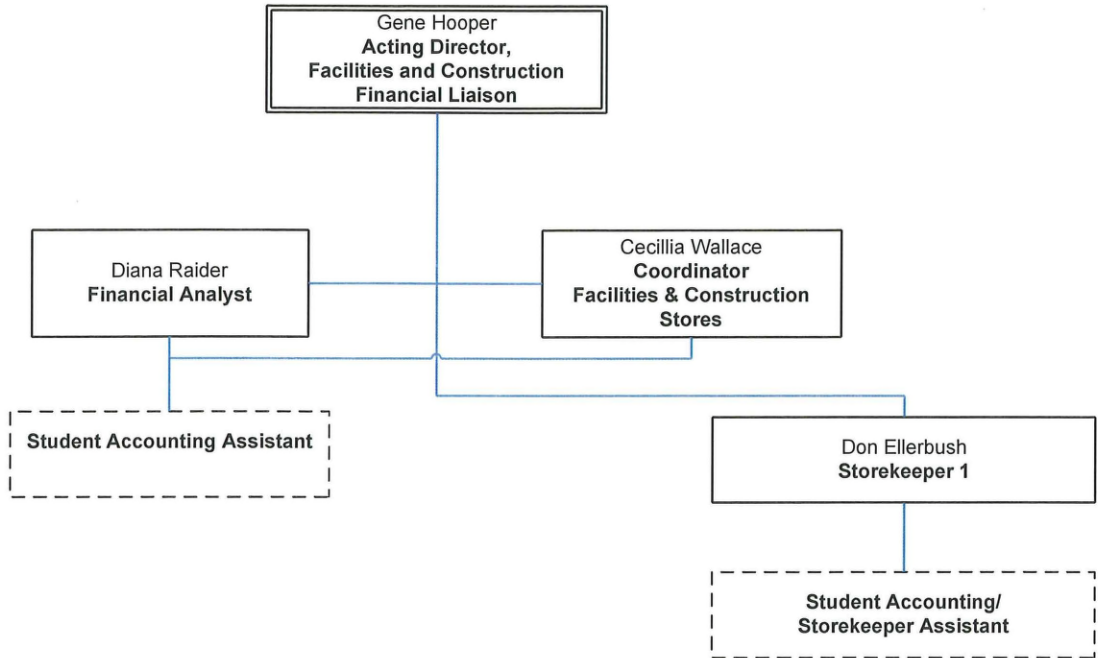 Gene Hooper
Acting Director,
Facilities and Construction
Financial Liaison
Diana Raider
Financial Analyst
Cecillia Wallace
Coordinator
Facilities & Construction
Stores
Student Accounting Assistant
Don Ellerbush
Storekeeper 1
Student Accounting/
Storekeeper Assistant